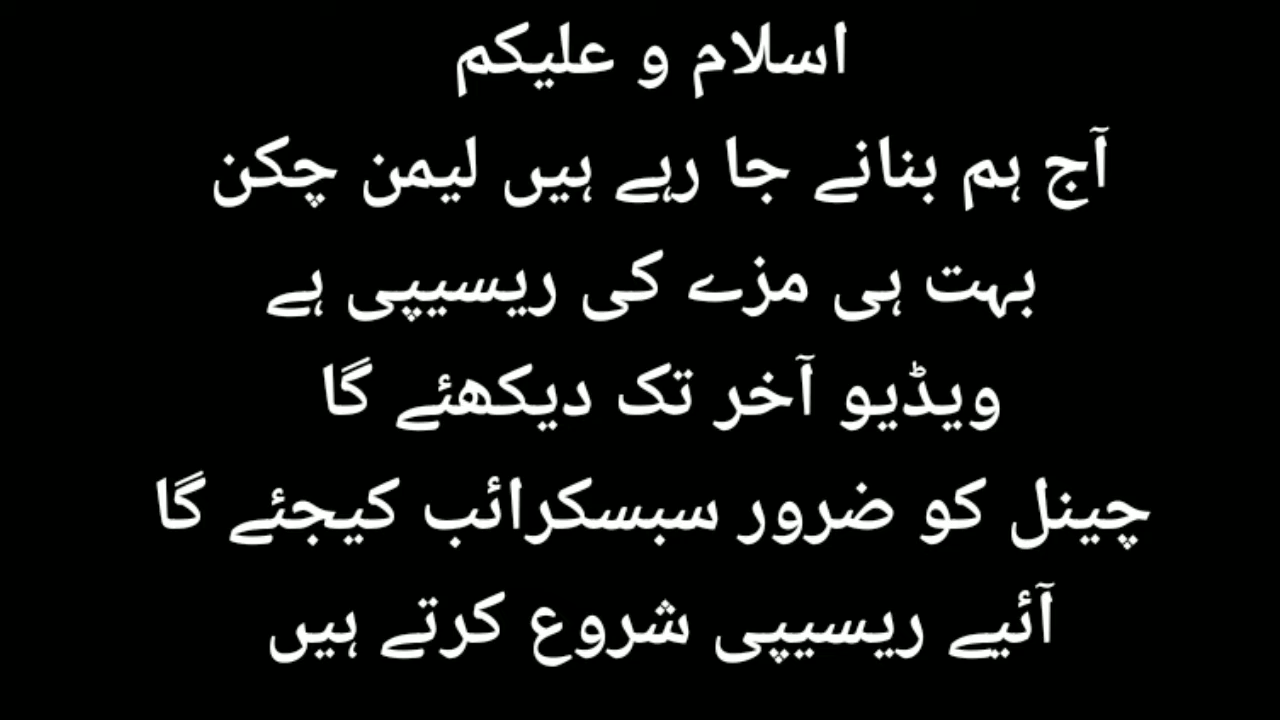 اسلام و علیکم
آج ہم بنانے جا رہے ہیں لیمن چکن
بہت ہی مزے کی ریسیپی ہے
ویڈیو آخر تک دیکھئے گا
چینل کو ضرور سبسکرائب کیجئے گا
آئیے ریسیپی شروع کرتے ہیں